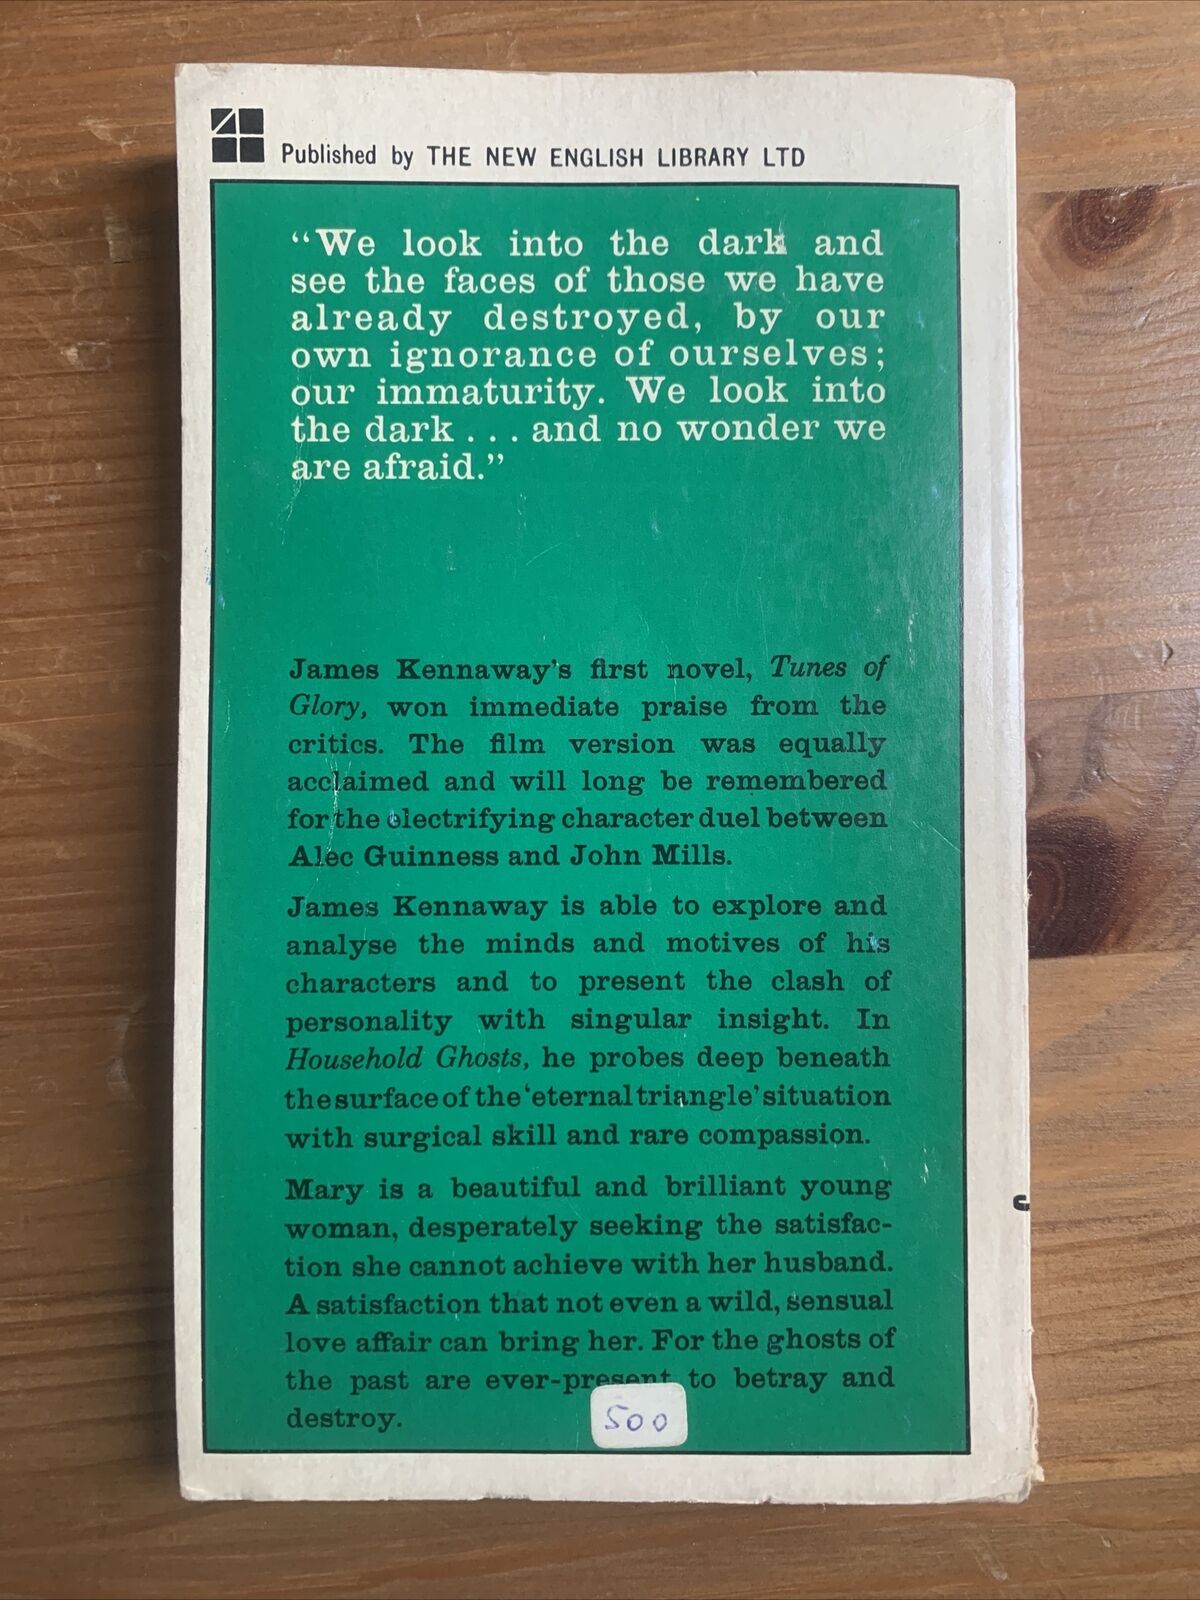 Published by THE NEW ENGLISH LIBRARY LTD
“We look into the dark and
see the faces of those we have
already destroyed, by our
own ignorance of ourselves;
our immaturity. We look into
the dark . . . and no wonder we
are afraid.”
James Kennaway's first novel, Tunes of
Glory, won immediate praise from the
critics. The film version was equally
acclaimed and will long be remembered
for the electrifying character duel between
Alec Guinness and John Mills.
James Kennaway is able to explore and
analyse the minds and motives of his
characters and to present the clash of
personality with singular insight. In
Household Ghosts, he probes deep beneath
the surface of the ‘eternal triangle’ situation
with surgical skill and rare compassion.
Mary is a beautiful and brilliant young
woman, desperately seeking the satisfac-
tion she cannot achieve with her husband.
A satisfaction that not even a wild, sensual
love affair can bring her. For the ghosts of
the past are ever-present to betray and
destroy.
500